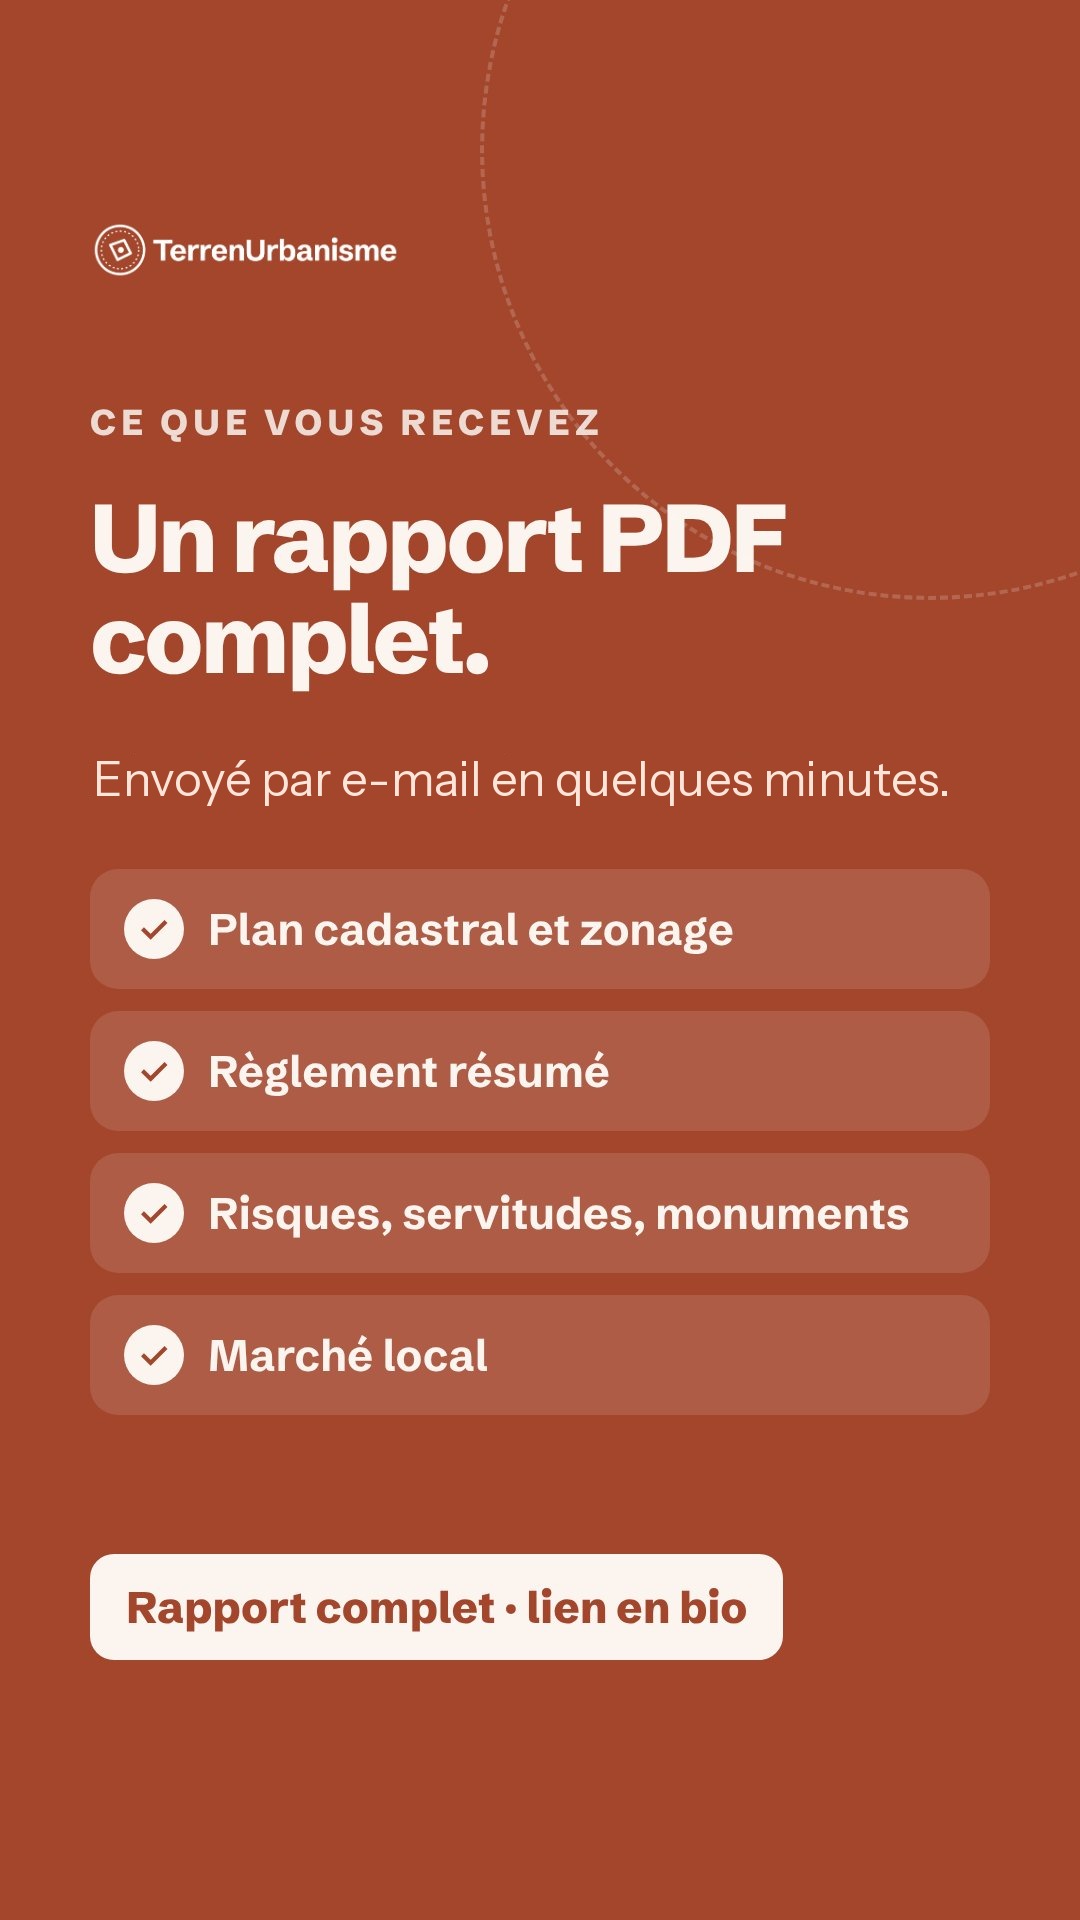 TerrenUrbanisme
CE QUE VOUS RECEVEZ
Un rapport PDF
complet.
Envoyé par e-mail en quelques minutes.
Plan cadastral et zonage
Règlement résumé
Risques, servitudes, monuments
Marché local
Rapport complet · lien en bio